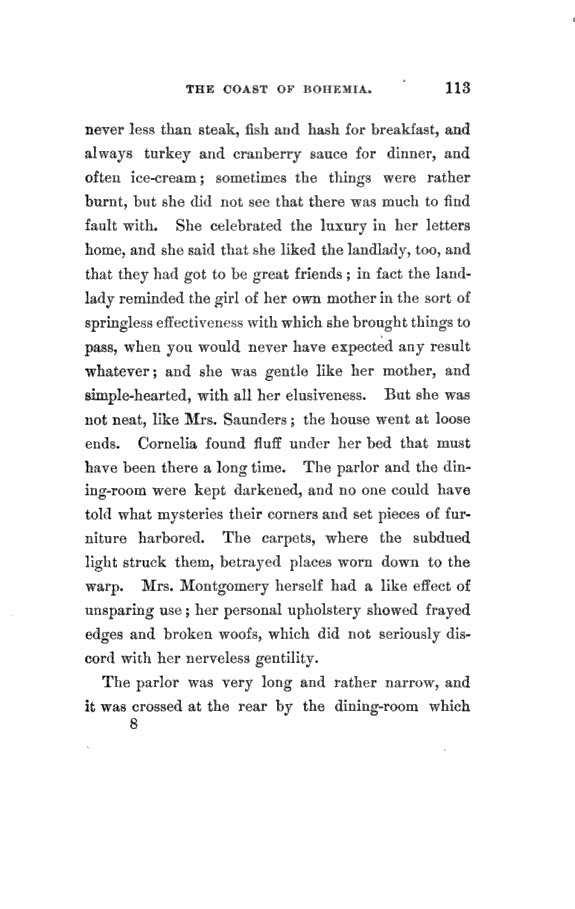 THE COAST OF BOHEMIA. 113
never less than steak, fish and hash for breakfast, and
always turkey and cranberry sauce for dinner, and
often ice-cream; sometimes the things were rather
burnt, but she did not see that there was much to find
fault with. She celebrated the luxury in her letters
home, and she said that she liked the landlady, too, and
that they had got to be great friends; in fact the land-
lady reminded the girl of her own mother in the sort of
springless effectiveness with which she brought things to
pass, when you would never have expected any result
whatever; and she was gentle like her mother, and
simple-hearted, with all her elusiveness. But she was
not neat, like Mrs. Saunders; the house went at loose
ends. Cornelia found fluff under her bed that must
have been there a long time. The parlor and the din-
ing-room were kept darkened, and no one could have
told what mysteries their corners and set pieces of fur-
niture harbored. The carpets, where the subdued
light struck them, betrayed places worn down to the
warp. Mrs. Montgomery herself had a like effect of
unsparing use; her personal upholstery showed frayed
edges and broken woofs, which did not seriously dis-
cord with her nerveless gentility.
The parlor was very long and rather narrow, and
it was crossed at the rear by the dining-room which
8